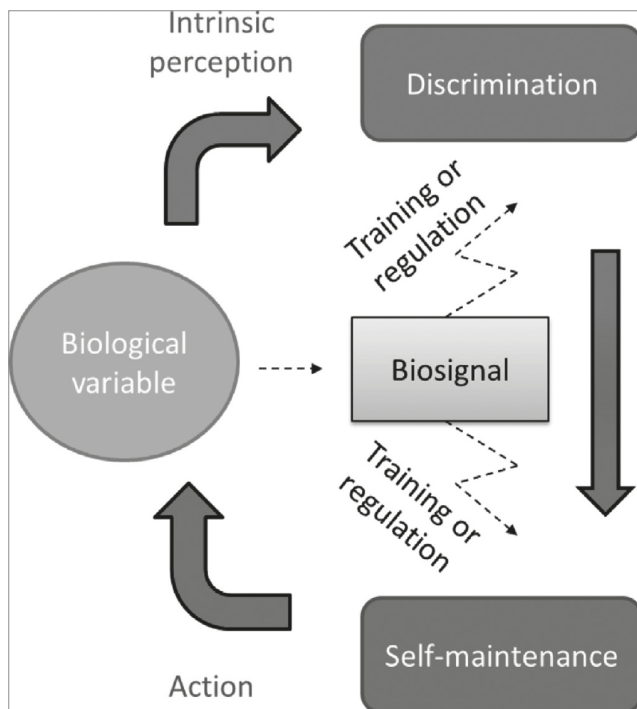 Intrinsic
perception
Discrimination
Training or
regulation
Biological
variable
Biosignal
Training or
regulation
Self-maintenance
Action